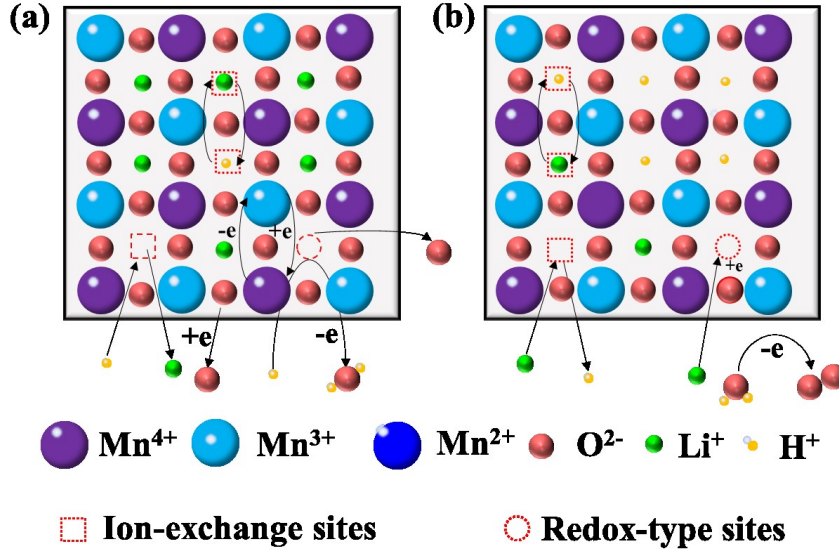 (a) (b)
-e +e
+e
+e -e
-e
Mn⁴⁺ Mn³⁺ Mn²⁺ O²⁻ Li⁺ H⁺
Ion-exchange sites Redox-type sites